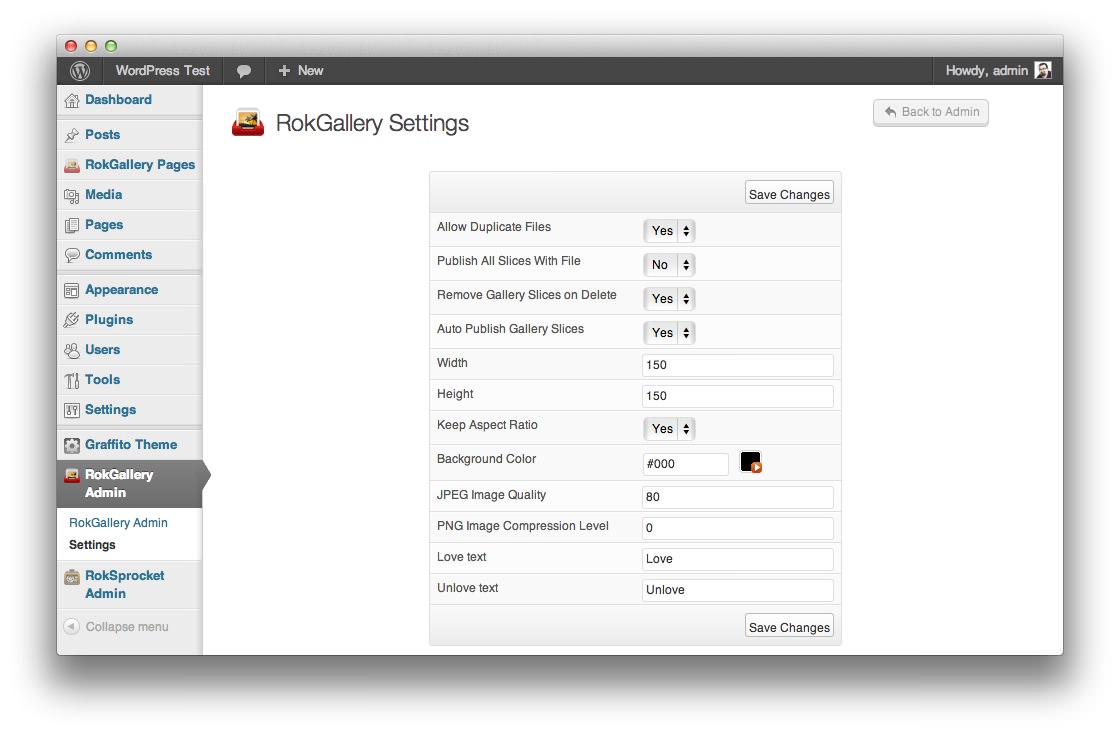 WordPress Test
New
Howdy, admin
Dashboard
Posts
RokGallery Pages
Media
Pages
Comments
Appearance
Plugins
Users
Tools
Settings
Graffito Theme
RokGallery
Admin
RokGallery Admin
Settings
RokSprocket
Admin
Collapse menu
RokGallery Settings
Back to Admin
Save Changes
Allow Duplicate Files Yes
Publish All Slices With File No
Remove Gallery Slices on Delete Yes
Auto Publish Gallery Slices Yes
Width 150
Height 150
Keep Aspect Ratio Yes
Background Color #000
JPEG Image Quality 80
PNG Image Compression Level 0
Love text Love
Unlove text Unlove
Save Changes